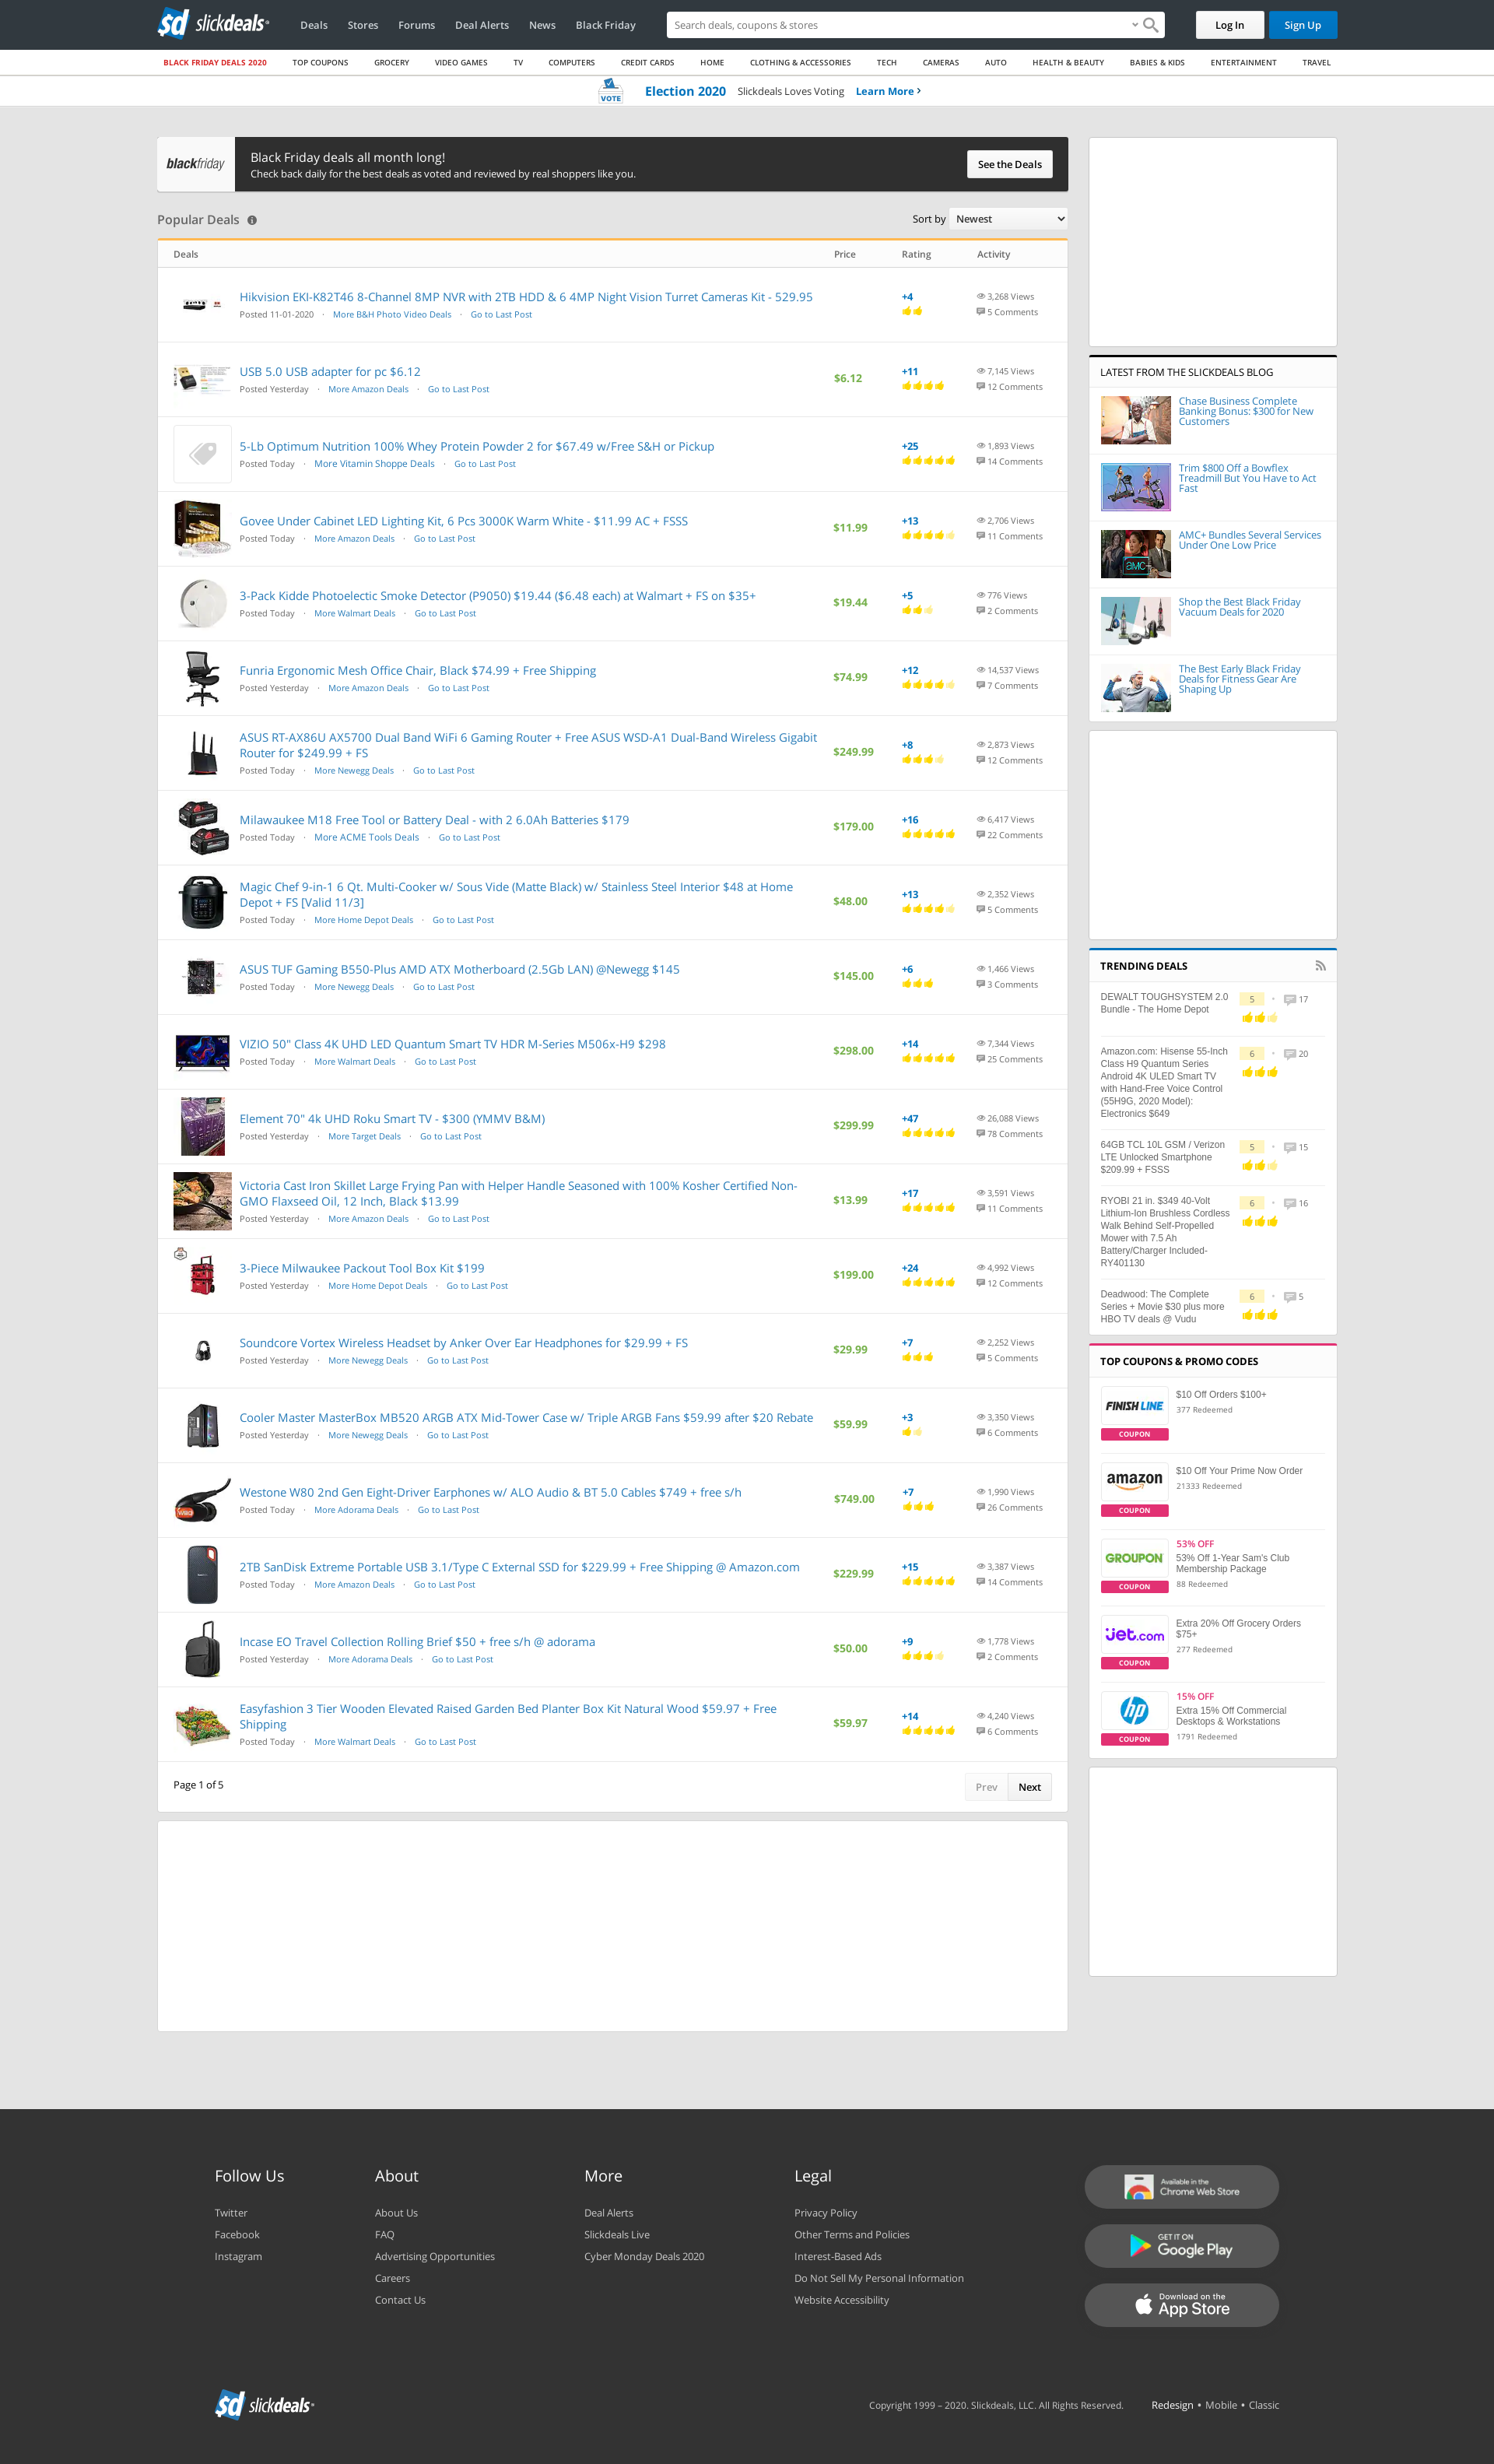 sd slickdeals
Deals Stores Forums Deal Alerts News Black Friday
Search deals, coupons & stores
Log In
Sign Up
BLACK FRIDAY DEALS 2020 TOP COUPONS GROCERY VIDEO GAMES TV COMPUTERS CREDIT CARDS HOME CLOTHING & ACCESSORIES TECH CAMERAS AUTO HEALTH & BEAUTY BABIES & KIDS ENTERTAINMENT TRAVEL
VOTE
Election 2020 Slickdeals Loves Voting Learn More
blackfriday
Black Friday deals all month long!
Check back daily for the best deals as voted and reviewed by real shoppers like you.
See the Deals
Popular Deals
Sort by Newest
Deals Price Rating Activity
Hikvision EKI-K82T46 8-Channel 8MP NVR with 2TB HDD & 6 4MP Night Vision Turret Cameras Kit - 529.95
Posted 11-01-2020 · More B&H Photo Video Deals · Go to Last Post
+4
3,268 Views
5 Comments
USB 5.0 USB adapter for pc $6.12
Posted Yesterday · More Amazon Deals · Go to Last Post
$6.12
+11
7,145 Views
12 Comments
5-Lb Optimum Nutrition 100% Whey Protein Powder 2 for $67.49 w/Free S&H or Pickup
Posted Today · More Vitamin Shoppe Deals · Go to Last Post
+25
1,893 Views
14 Comments
Govee Under Cabinet LED Lighting Kit, 6 Pcs 3000K Warm White - $11.99 AC + FSSS
Posted Today · More Amazon Deals · Go to Last Post
$11.99
+13
2,706 Views
11 Comments
3-Pack Kidde Photoelectic Smoke Detector (P9050) $19.44 ($6.48 each) at Walmart + FS on $35+
Posted Today · More Walmart Deals · Go to Last Post
$19.44
+5
776 Views
2 Comments
Funria Ergonomic Mesh Office Chair, Black $74.99 + Free Shipping
Posted Yesterday · More Amazon Deals · Go to Last Post
$74.99
+12
14,537 Views
7 Comments
ASUS RT-AX86U AX5700 Dual Band WiFi 6 Gaming Router + Free ASUS WSD-A1 Dual-Band Wireless Gigabit
Router for $249.99 + FS
Posted Today · More Newegg Deals · Go to Last Post
$249.99
+8
2,873 Views
12 Comments
Milawaukee M18 Free Tool or Battery Deal - with 2 6.0Ah Batteries $179
Posted Today · More ACME Tools Deals · Go to Last Post
$179.00
+16
6,417 Views
22 Comments
Magic Chef 9-in-1 6 Qt. Multi-Cooker w/ Sous Vide (Matte Black) w/ Stainless Steel Interior $48 at Home
Depot + FS [Valid 11/3]
Posted Today · More Home Depot Deals · Go to Last Post
$48.00
+13
2,352 Views
5 Comments
ASUS TUF Gaming B550-Plus AMD ATX Motherboard (2.5Gb LAN) @Newegg $145
Posted Today · More Newegg Deals · Go to Last Post
$145.00
+6
1,466 Views
3 Comments
VIZIO 50" Class 4K UHD LED Quantum Smart TV HDR M-Series M506x-H9 $298
Posted Today · More Walmart Deals · Go to Last Post
$298.00
+14
7,344 Views
25 Comments
Element 70" 4k UHD Roku Smart TV - $300 (YMMV B&M)
Posted Yesterday · More Target Deals · Go to Last Post
$299.99
+47
26,088 Views
78 Comments
Victoria Cast Iron Skillet Large Frying Pan with Helper Handle Seasoned with 100% Kosher Certified Non-
GMO Flaxseed Oil, 12 Inch, Black $13.99
Posted Yesterday · More Amazon Deals · Go to Last Post
$13.99
+17
3,591 Views
11 Comments
3-Piece Milwaukee Packout Tool Box Kit $199
Posted Yesterday · More Home Depot Deals · Go to Last Post
$199.00
+24
4,992 Views
12 Comments
Soundcore Vortex Wireless Headset by Anker Over Ear Headphones for $29.99 + FS
Posted Yesterday · More Newegg Deals · Go to Last Post
$29.99
+7
2,252 Views
5 Comments
Cooler Master MasterBox MB520 ARGB ATX Mid-Tower Case w/ Triple ARGB Fans $59.99 after $20 Rebate
Posted Yesterday · More Newegg Deals · Go to Last Post
$59.99
+3
3,350 Views
6 Comments
Westone W80 2nd Gen Eight-Driver Earphones w/ ALO Audio & BT 5.0 Cables $749 + free s/h
Posted Today · More Adorama Deals · Go to Last Post
$749.00
+7
1,990 Views
26 Comments
2TB SanDisk Extreme Portable USB 3.1/Type C External SSD for $229.99 + Free Shipping @ Amazon.com
Posted Today · More Amazon Deals · Go to Last Post
$229.99
+15
3,387 Views
14 Comments
Incase EO Travel Collection Rolling Brief $50 + free s/h @ adorama
Posted Yesterday · More Adorama Deals · Go to Last Post
$50.00
+9
1,778 Views
2 Comments
Easyfashion 3 Tier Wooden Elevated Raised Garden Bed Planter Box Kit Natural Wood $59.97 + Free
Shipping
Posted Today · More Walmart Deals · Go to Last Post
$59.97
+14
4,240 Views
6 Comments
Page 1 of 5
Prev Next
LATEST FROM THE SLICKDEALS BLOG
Chase Business Complete
Banking Bonus: $300 for New
Customers
Trim $800 Off a Bowflex
Treadmill But You Have to Act
Fast
AMC+ Bundles Several Services
Under One Low Price
Shop the Best Black Friday
Vacuum Deals for 2020
The Best Early Black Friday
Deals for Fitness Gear Are
Shaping Up
TRENDING DEALS
DEWALT TOUGHSYSTEM 2.0
Bundle - The Home Depot
5 • 17
Amazon.com: Hisense 55-Inch
Class H9 Quantum Series
Android 4K ULED Smart TV
with Hand-Free Voice Control
(55H9G, 2020 Model):
Electronics $649
6 • 20
64GB TCL 10L GSM / Verizon
LTE Unlocked Smartphone
$209.99 + FSSS
5 • 15
RYOBI 21 in. $349 40-Volt
Lithium-Ion Brushless Cordless
Walk Behind Self-Propelled
Mower with 7.5 Ah
Battery/Charger Included-
RY401130
6 • 16
Deadwood: The Complete
Series + Movie $30 plus more
HBO TV deals @ Vudu
6 • 5
TOP COUPONS & PROMO CODES
FINISH LINE
COUPON
$10 Off Orders $100+
377 Redeemed
amazon
COUPON
$10 Off Your Prime Now Order
21333 Redeemed
GROUPON
COUPON
53% OFF
53% Off 1-Year Sam's Club
Membership Package
88 Redeemed
Jet.com
COUPON
Extra 20% Off Grocery Orders
$75+
277 Redeemed
hp
COUPON
15% OFF
Extra 15% Off Commercial
Desktops & Workstations
1791 Redeemed
Follow Us
Twitter
Facebook
Instagram
About
About Us
FAQ
Advertising Opportunities
Careers
Contact Us
More
Deal Alerts
Slickdeals Live
Cyber Monday Deals 2020
Legal
Privacy Policy
Other Terms and Policies
Interest-Based Ads
Do Not Sell My Personal Information
Website Accessibility
Available in the
Chrome Web Store
GET IT ON
Google Play
Download on the
App Store
sd slickdeals
Copyright 1999 – 2020. Slickdeals, LLC. All Rights Reserved.
Redesign • Mobile • Classic